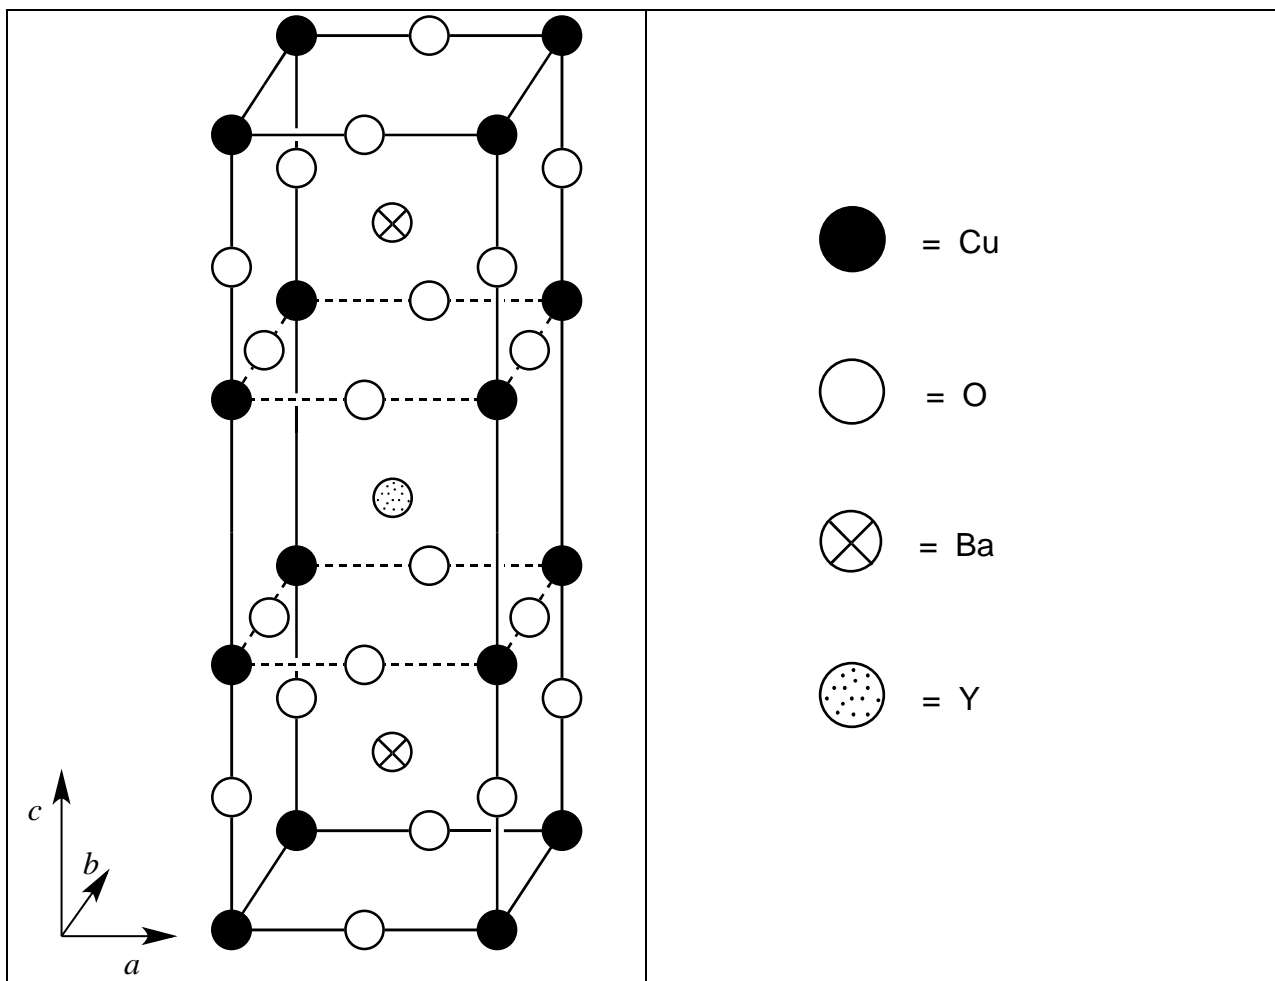 = Cu
= O
= Ba
= Y
c
b
a